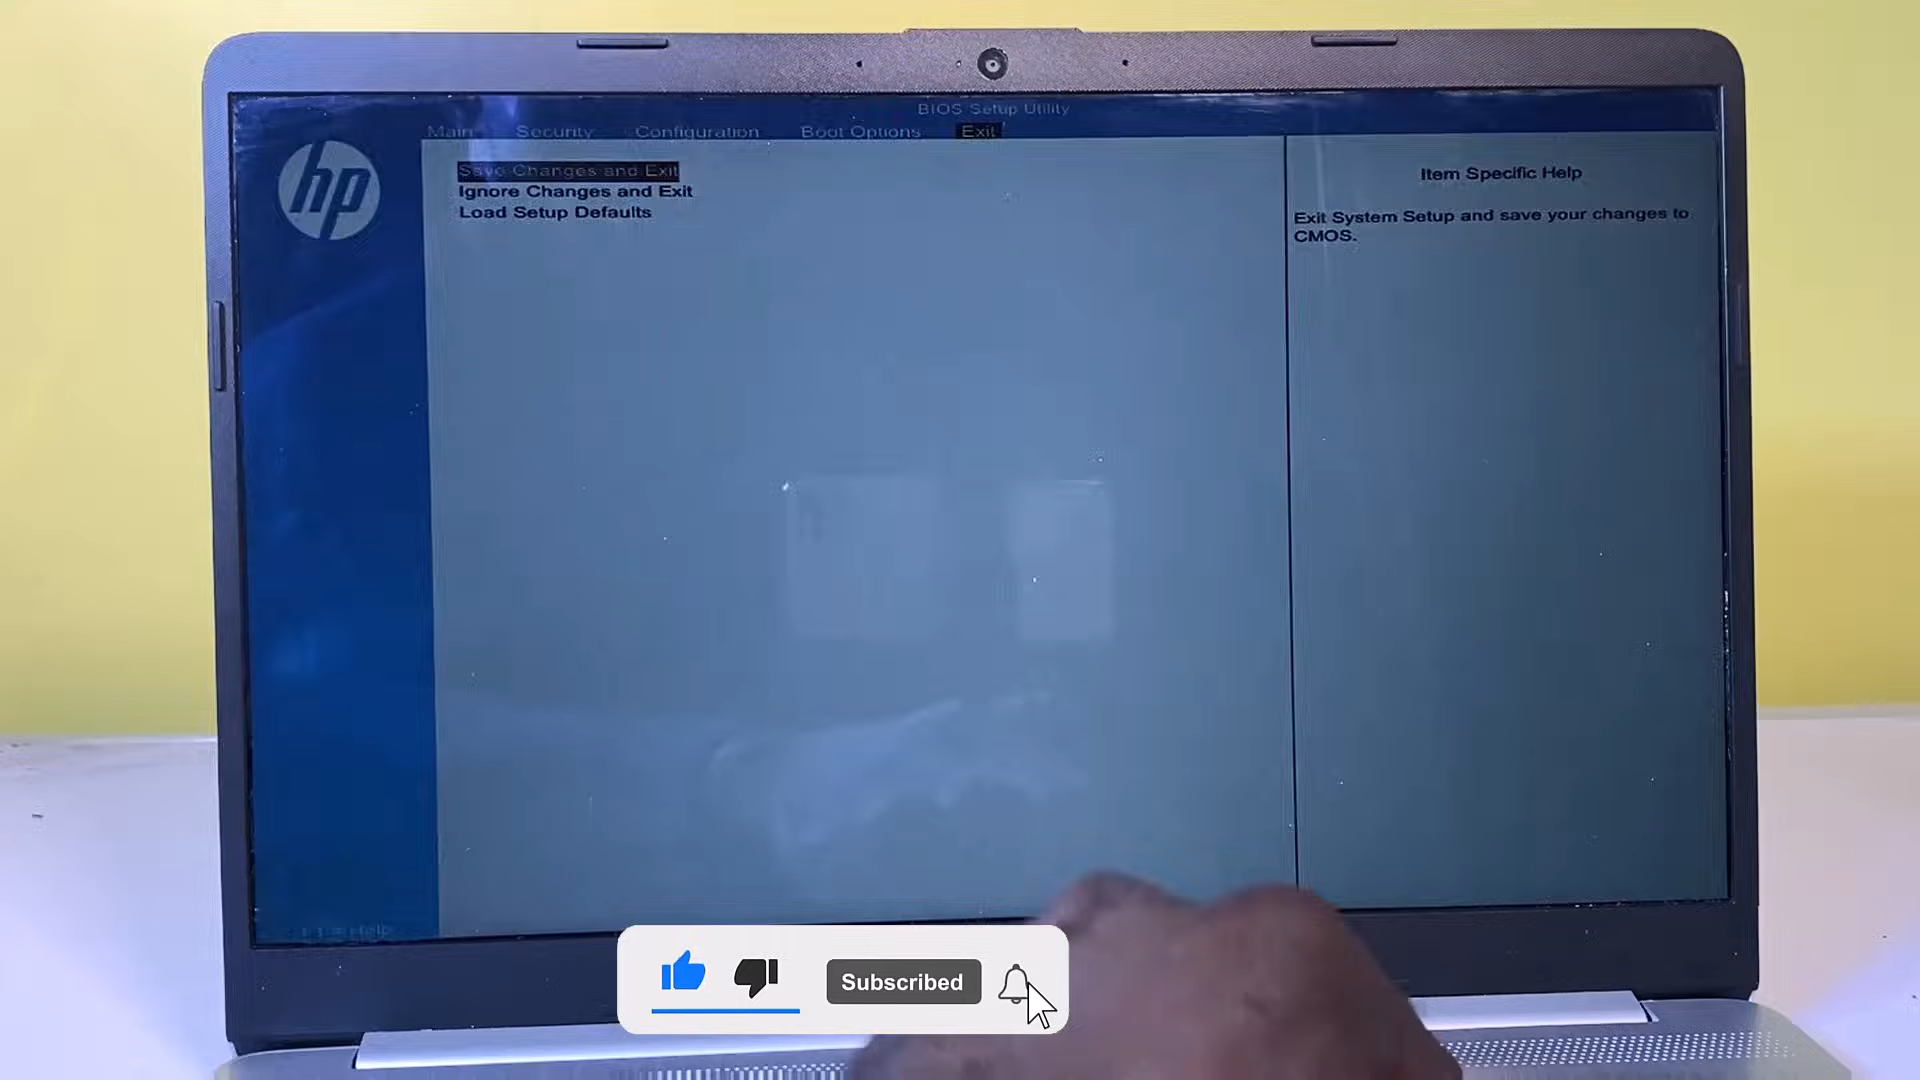 BIOS Setup Utility
Main Security Configuration Boot Options Exit
hp
Save Changes and Exit
Ignore Changes and Exit
Load Setup Defaults
Item Specific Help
Exit System Setup and save your changes to
CMOS.
Subscribed